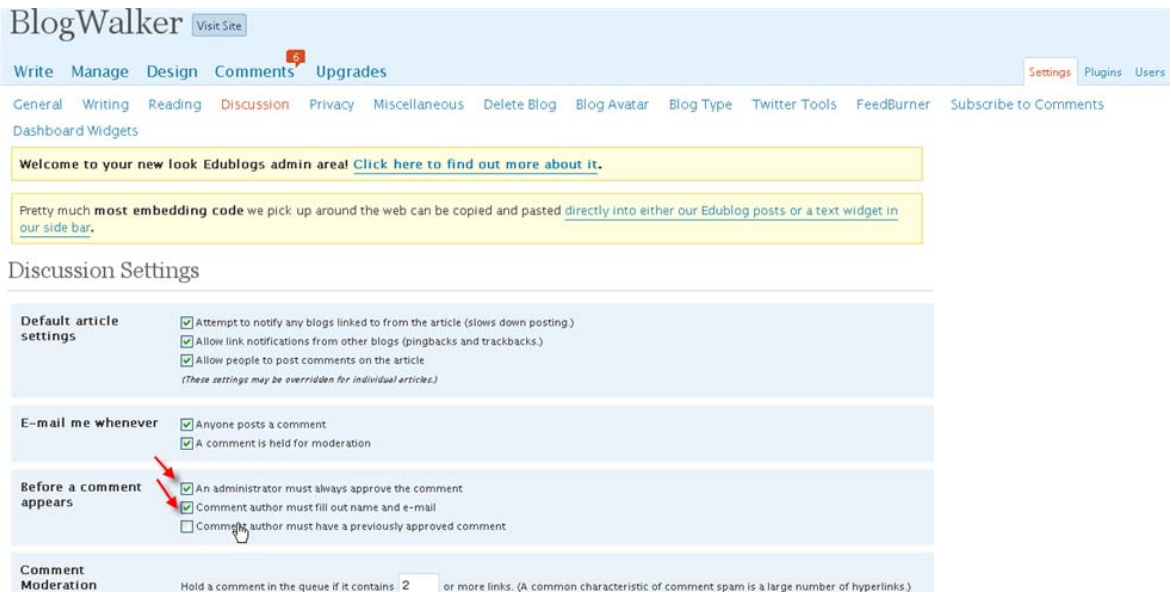 BlogWalker Visit Site
6
Write Manage Design Comments Upgrades Settings Plugins Users
General Writing Reading Discussion Privacy Miscellaneous Delete Blog Blog Avatar Blog Type Twitter Tools FeedBurner Subscribe to Comments
Dashboard Widgets
Welcome to your new look Edublogs admin area! Click here to find out more about it.
Pretty much most embedding code we pick up around the web can be copied and pasted directly into either our Edublog posts or a text widget in
our side bar.
Discussion Settings
Default article
settings
Attempt to notify any blogs linked to from the article (slows down posting.)
Allow link notifications from other blogs (pingbacks and trackbacks.)
Allow people to post comments on the article
(These settings may be overridden for individual articles.)
E-mail me whenever
Anyone posts a comment
A comment is held for moderation
Before a comment
appears
An administrator must always approve the comment
Comment author must fill out name and e-mail
Comment author must have a previously approved comment
Comment
Moderation
Hold a comment in the queue if it contains 2 or more links. (A common characteristic of comment spam is a large number of hyperlinks.)